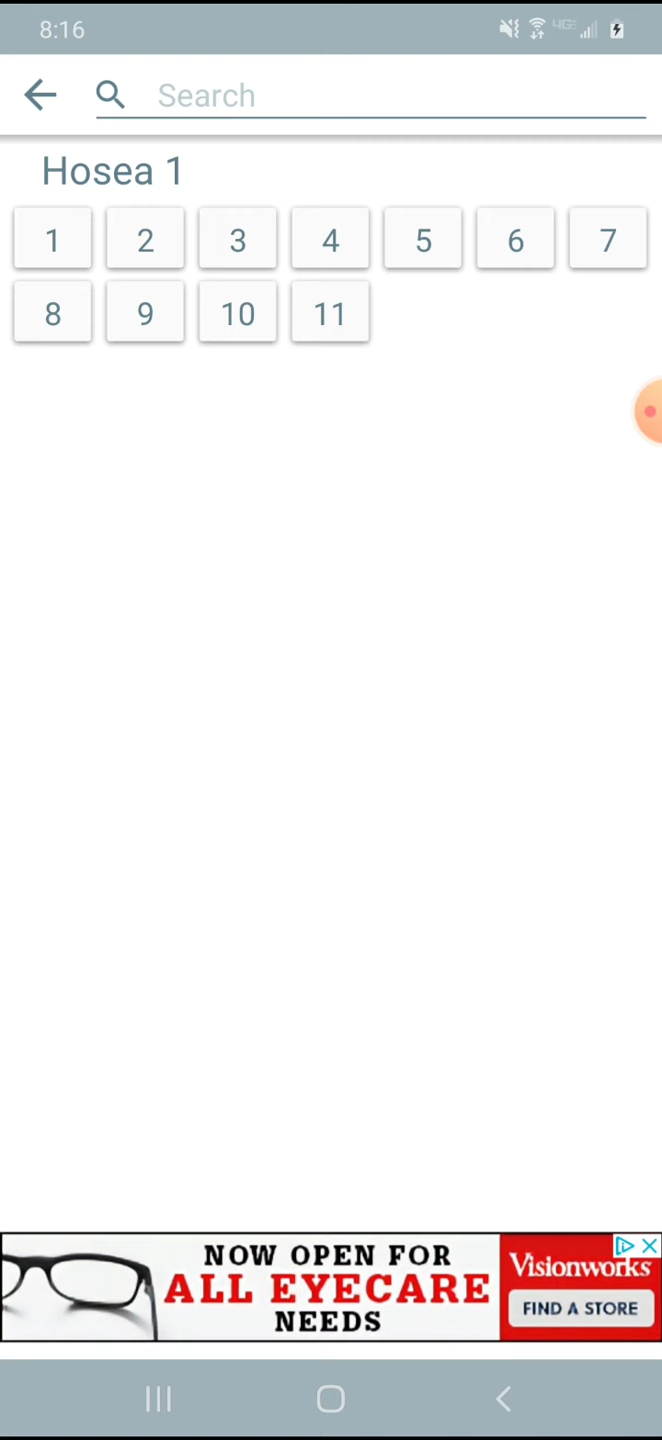 8:16
4GE
Search
Hosea 1
1 2 3 4 5 6 7
8 9 10 11
NOW OPEN FOR
ALL EYECARE
NEEDS
Visionworks
FIND A STORE